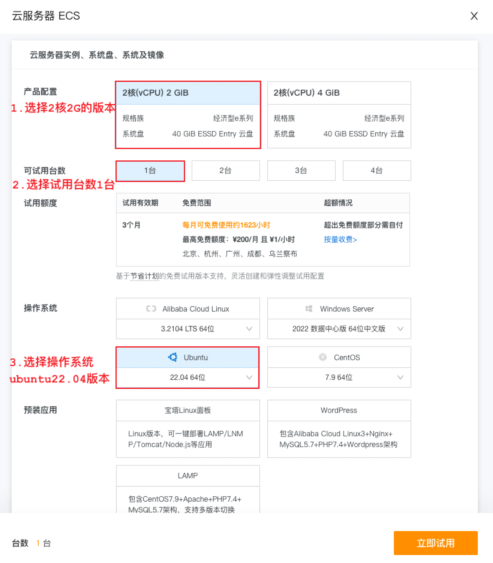 云服务器 ECS
云服务器实例、系统盘、系统及镜像
产品配置
1.选择2核2G的版本
2核(vCPU) 2 GiB
规格族 经济型e系列
系统盘 40 GiB ESSD Entry 云盘
2核(vCPU) 4 GiB
规格族 经济型e系列
系统盘 40 GiB ESSD Entry 云盘
可试用台数
2.选择试用台数1台
1台 2台 3台 4台
试用额度
试用有效期 免费范围 超额情况
3个月 每月可免费使用约1623小时 超出免费额度部分需自付
最高免费额度：¥200/月 且 ¥1/小时 按量收费>
北京、杭州、广州、成都、乌兰察布
基于节省计划的免费试用版本支持，灵活创建和弹性调整试用配置
操作系统
Alibaba Cloud Linux
3.2104 LTS 64位
Windows Server
2022 数据中心版 64位中文版
3.选择操作系统
ubuntu22.04版本
Ubuntu
22.04 64位
CentOS
7.9 64位
预装应用
宝塔Linux面板
Linux版本，可一键部署LAMP/LNM
P/Tomcat/Node.js等应用
WordPress
包含Alibaba Cloud Linux3+Nginx+
MySQL5.7+PHP7.4+Wordpress架构
LAMP
包含CentOS7.9+Apache+PHP7.4+
MySQL5.7架构，支持多版本切换
台数 1 台
立即试用